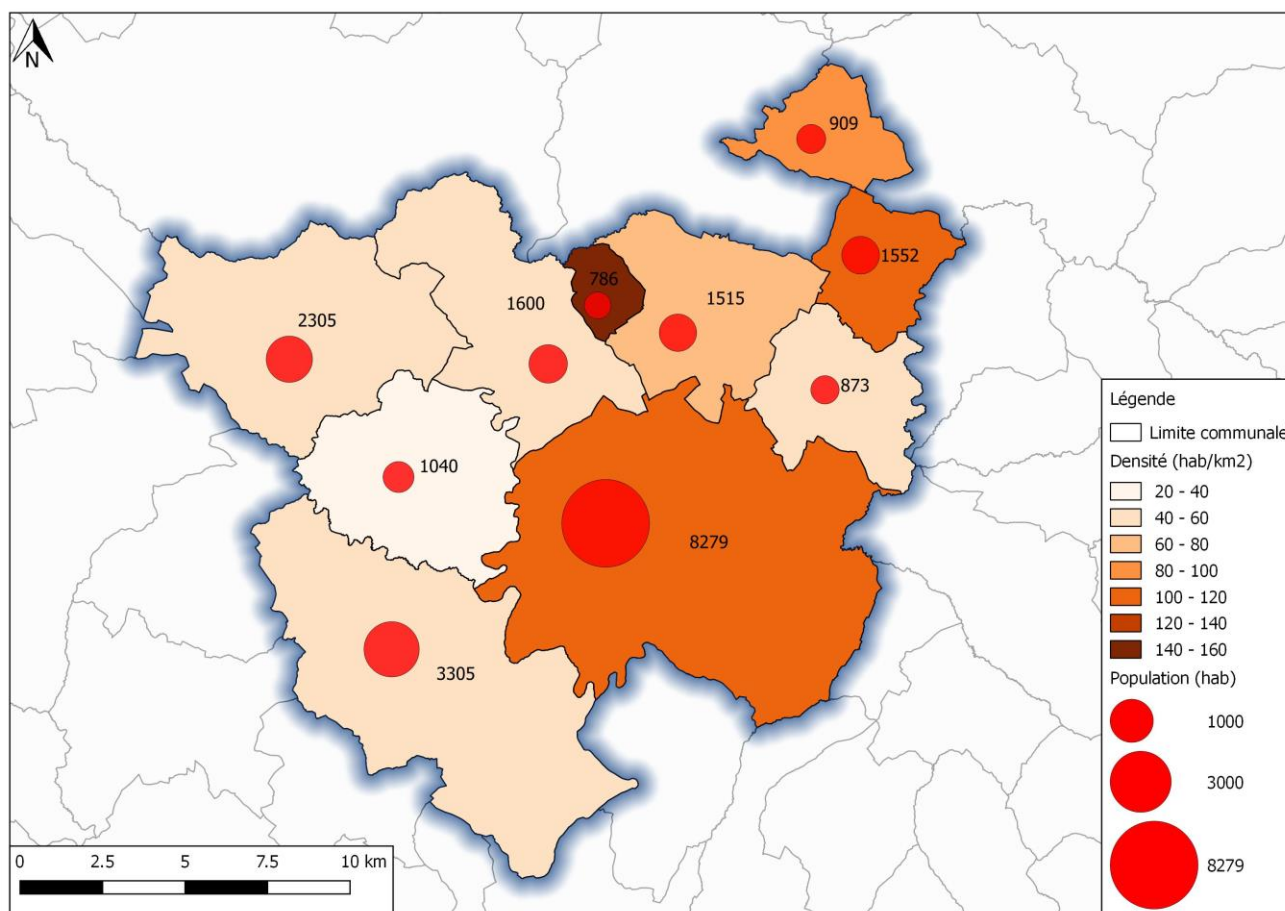 N
909
1552
786
1515
1600
2305
873
1040
8279
3305
Légende
Limite communale
Densité (hab/km2)
20 - 40
40 - 60
60 - 80
80 - 100
100 - 120
120 - 140
140 - 160
Population (hab)
1000
3000
8279
0 2.5 5 7.5 10 km